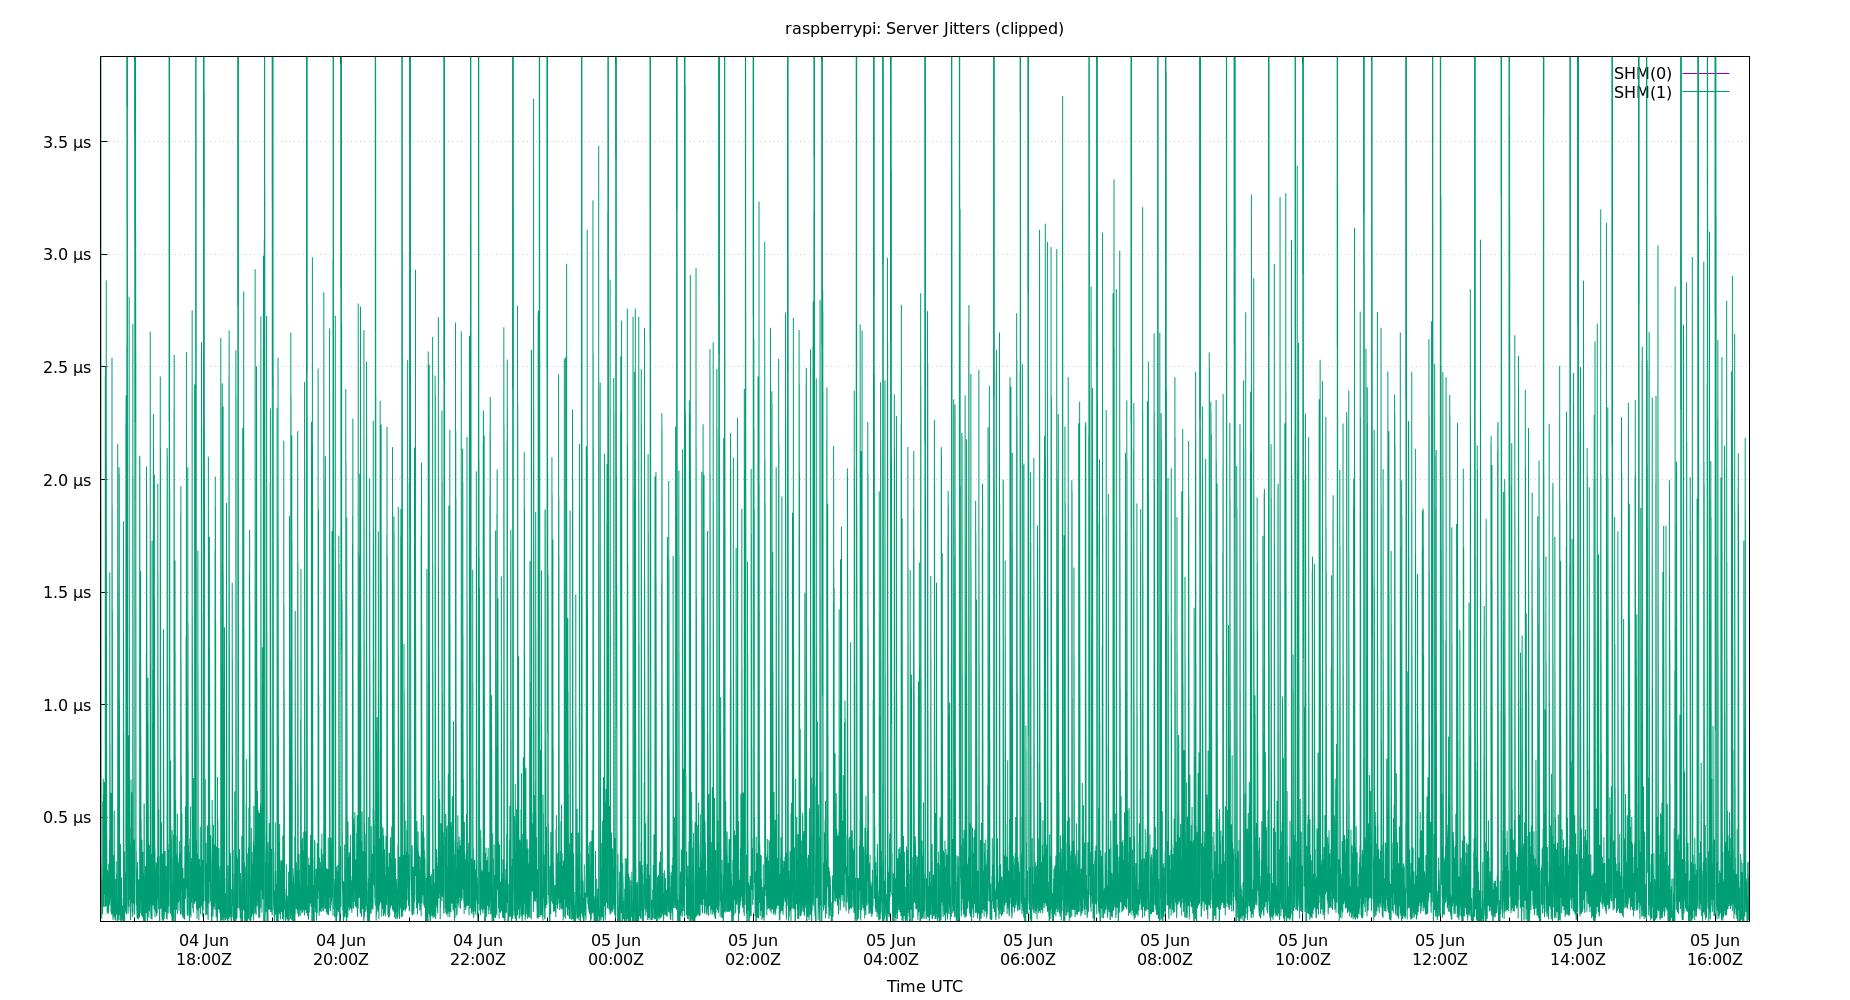 raspberrypi: Server Jitters (clipped)
SHM(0)
SHM(1)
3.5 µs
3.0 µs
2.5 µs
2.0 µs
1.5 µs
1.0 µs
0.5 µs
04 Jun 04 Jun 04 Jun 05 Jun 05 Jun 05 Jun 05 Jun 05 Jun 05 Jun 05 Jun 05 Jun 05 Jun
18:00Z 20:00Z 22:00Z 00:00Z 02:00Z 04:00Z 06:00Z 08:00Z 10:00Z 12:00Z 14:00Z 16:00Z
Time UTC